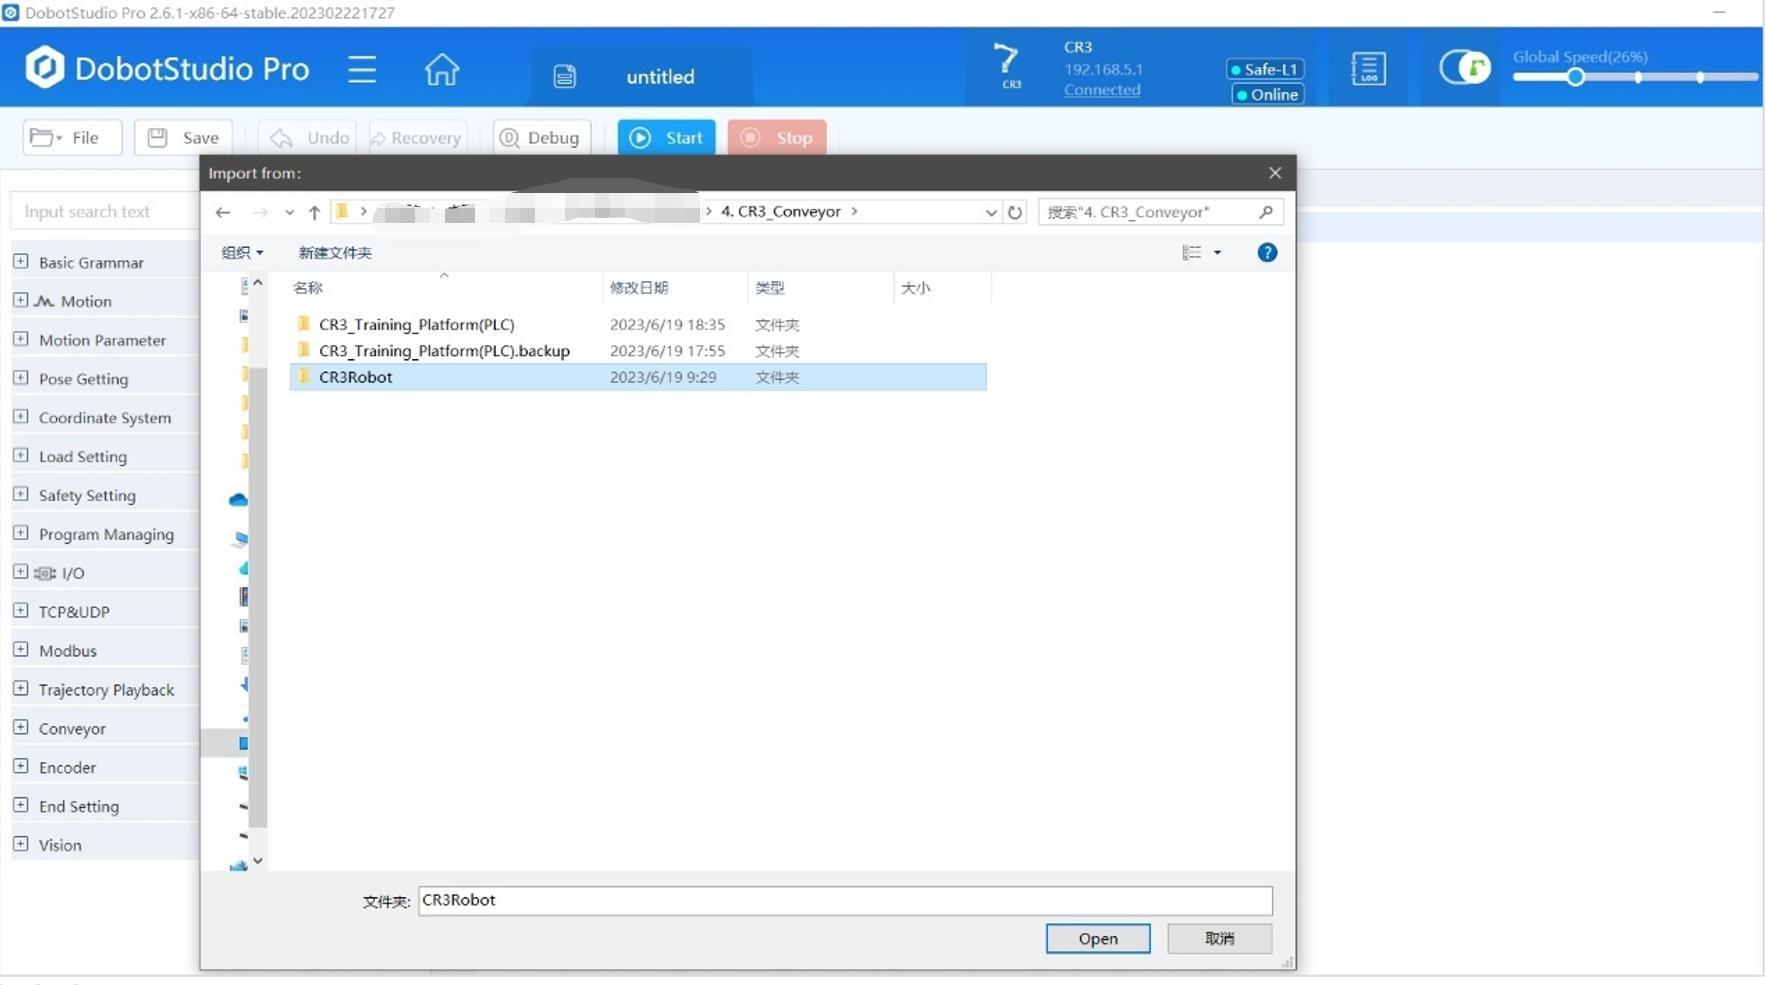 DobotStudio Pro 2.6.1-x86-64-stable.202302221727
DobotStudio Pro
untitled
CR3
CR3
192.168.5.1
Connected
Safe-L1
Online
LOG
Global Speed(26%)
File
Save
Undo
Recovery
Debug
Start
Stop
Input search text
Basic Grammar
Motion
Motion Parameter
Pose Getting
Coordinate System
Load Setting
Safety Setting
Program Managing
I/O
TCP&UDP
Modbus
Trajectory Playback
Conveyor
Encoder
End Setting
Vision
Import from:
4. CR3_Conveyor
搜索"4. CR3_Conveyor"
组织 新建文件夹
名称 修改日期 类型 大小
CR3_Training_Platform(PLC) 2023/6/19 18:35 文件夹
CR3_Training_Platform(PLC).backup 2023/6/19 17:55 文件夹
CR3Robot 2023/6/19 9:29 文件夹
文件夹: CR3Robot
Open 取消